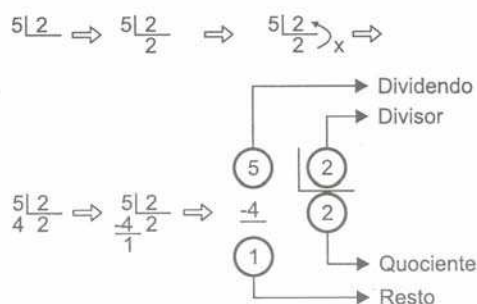 5 2 ⇨ 5 2 ⇨ 5 2 ⇨
2 2 x
Dividendo
Divisor
5 2
5 2 ⇨ 5 2 ⇨ -4 2
4 2 -4 2
1 1
Quociente
Resto